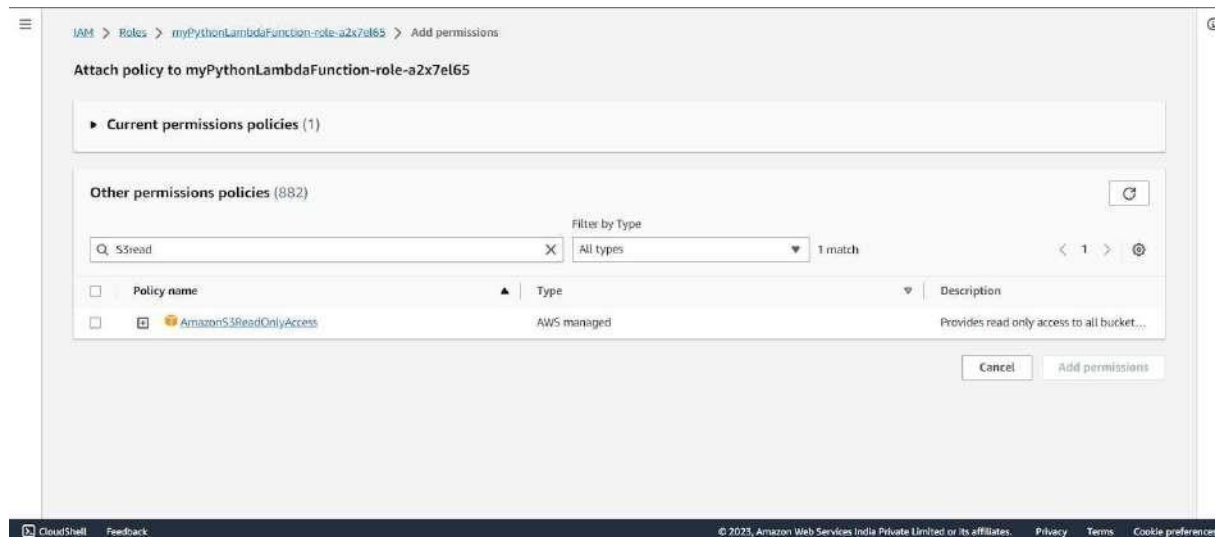 IAM > Roles > myPythonLambdaFunction-role-a2x7el65 > Add permissions
Attach policy to myPythonLambdaFunction-role-a2x7el65
Current permissions policies (1)
Other permissions policies (882)
Filter by Type
S3read All types 1 match 1
Policy name Type Description
AmazonS3ReadOnlyAccess AWS managed Provides read only access to all bucket...
Cancel Add permissions
CloudShell Feedback © 2023, Amazon Web Services India Private Limited or its affiliates. Privacy Terms Cookie preferences